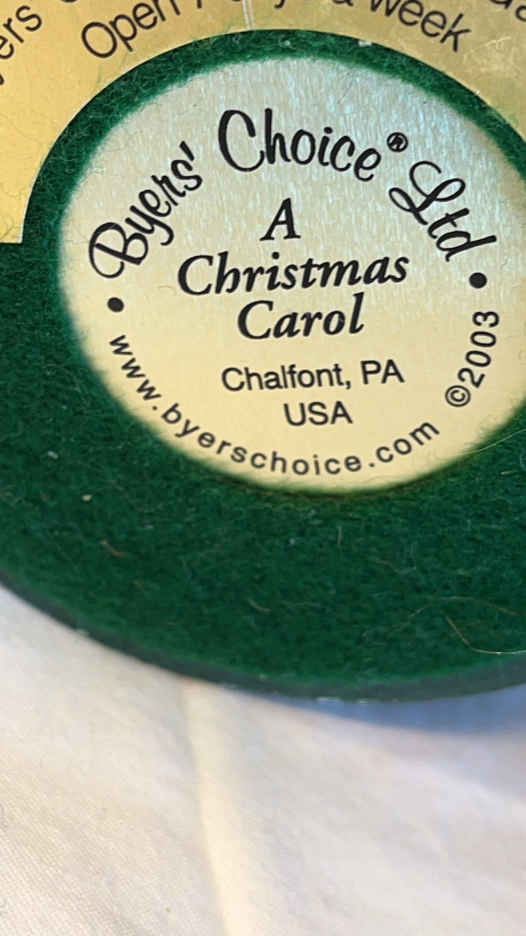 Open
week
Byers' Choice® Ltd
A
Christmas
Carol
Chalfont, PA
USA
www.byerschoice.com
©2003